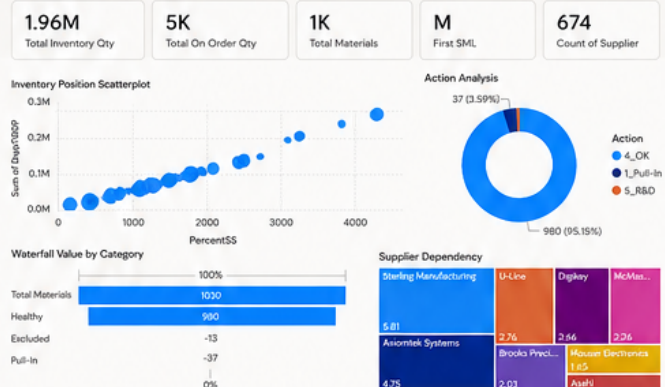 1.96M
Total Inventory Qty
5K
Total On Order Qty
1K
Total Materials
M
First SML
674
Count of Supplier
Inventory Position Scatterplot
0.3M
0.2M
0.1M
0.0M
Sum of
0
1000
2000
3000
4000
PercentSS
Action Analysis
37 (3.59%)
980 (95.15%)
Action
4_OK
1_Pull-In
5_R&D
Waterfall Value by Category
100%
Total Materials
1030
Healthy
980
Excluded
-13
Pull-In
-37
0%
Supplier Dependency
Sterling Manufacturing
5.81
U-Line
2.76
Digikey
2.66
McMas...
2.26
Asiomtek Systems
4.75
Brooks Preci...
2.03
Mouser Electronics
1.65
Asahi